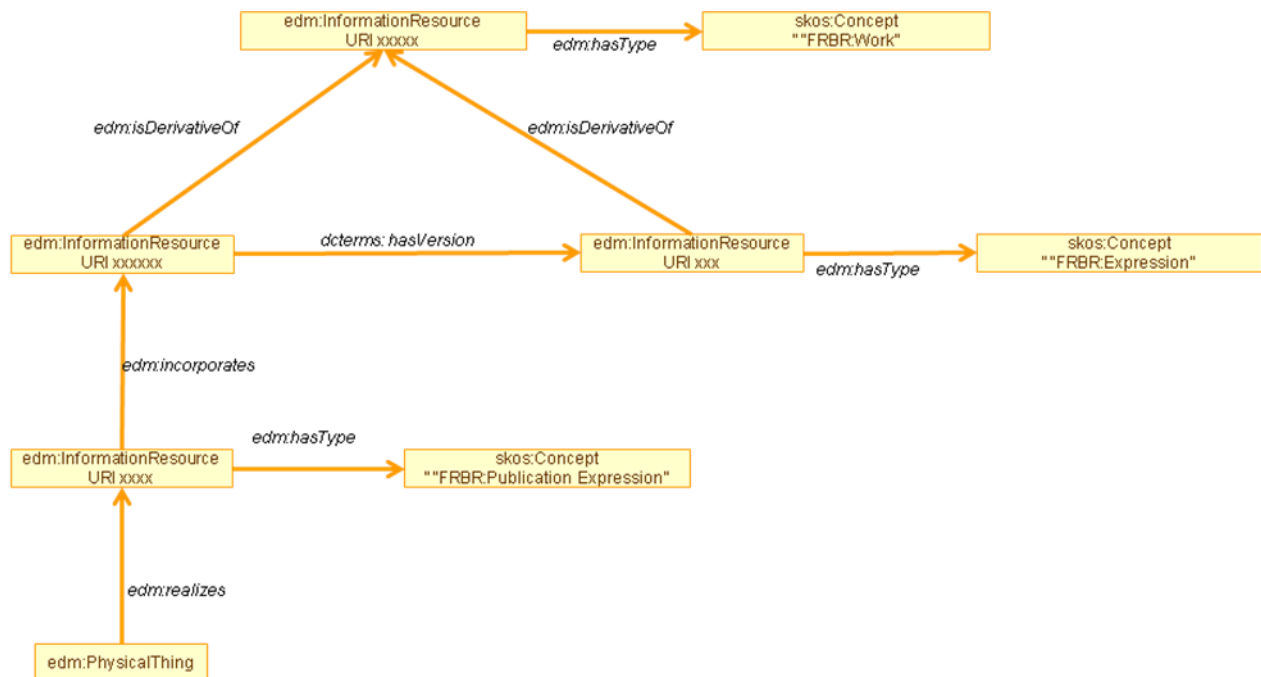 edm:InformationResource
URI xxxxx
edm:hasType
skos:Concept
""FRBR:Work"
edm:isDerivativeOf
edm:isDerivativeOf
edm:InformationResource
URI xxxxxx
dcterms: hasVersion
edm:InformationResource
URI xxx
edm:hasType
skos:Concept
""FRBR:Expression"
edm:incorporates
edm:InformationResource
URI xxxx
edm:hasType
skos:Concept
""FRBR:Publication Expression"
edm:realizes
edm:PhysicalThing